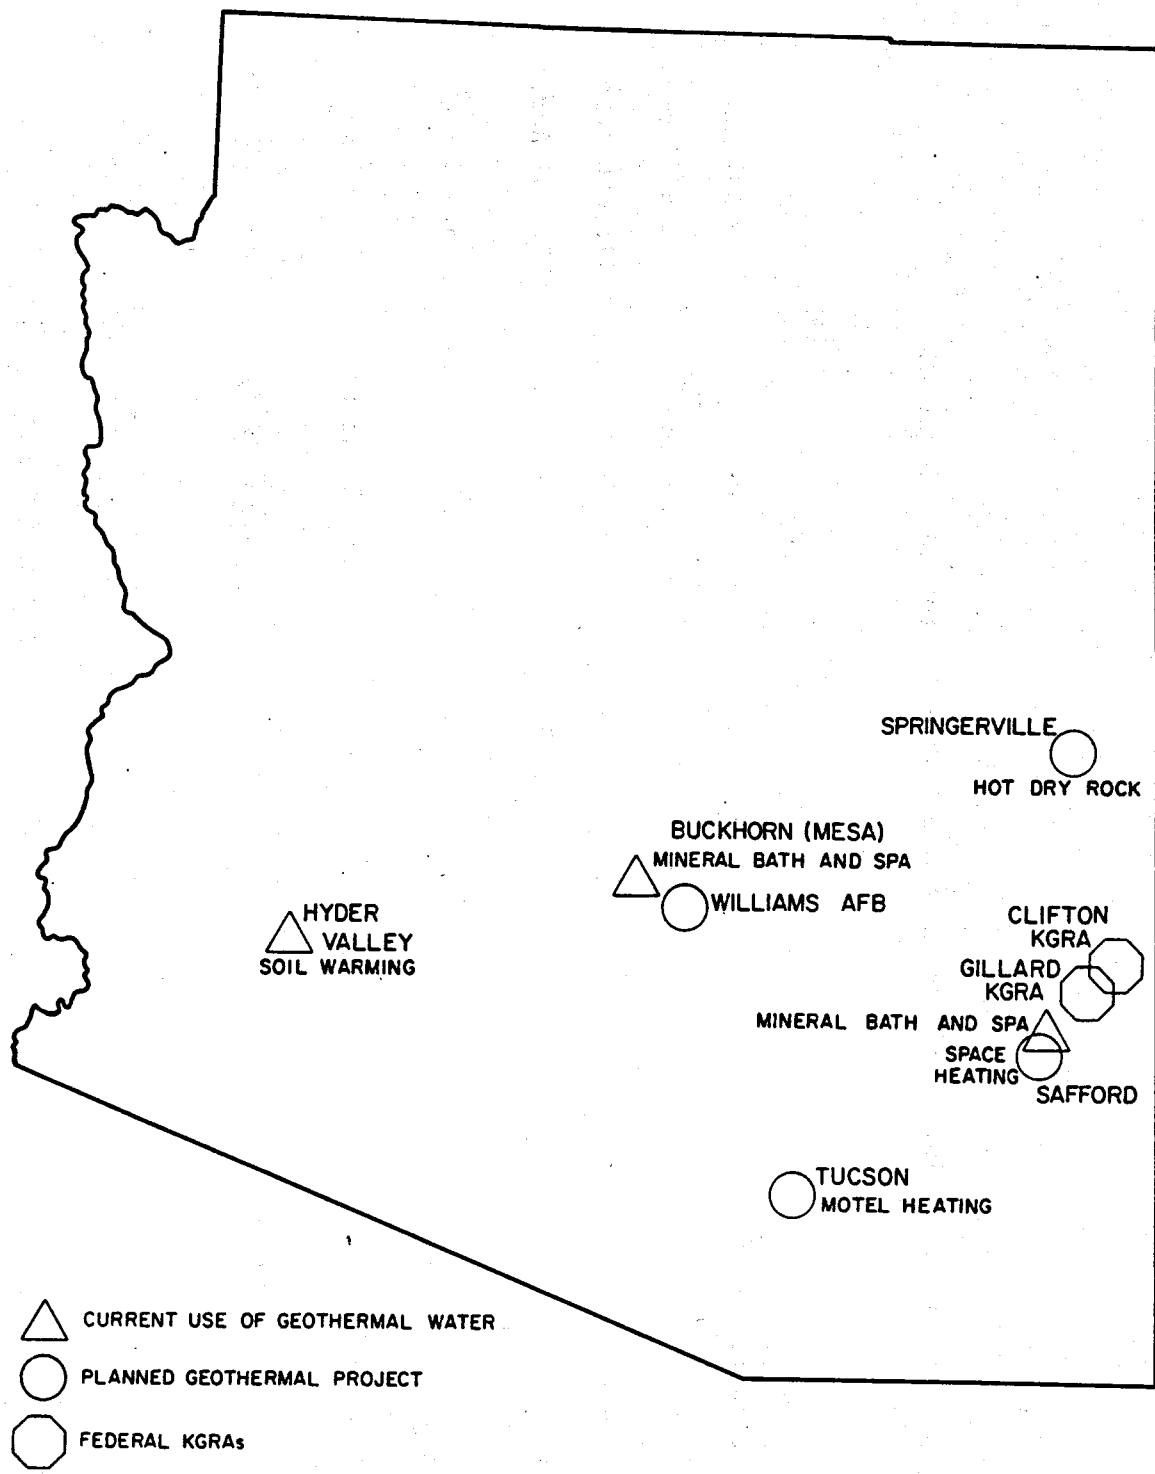 SPRINGERVILLE
HOT DRY ROCK
BUCKHORN (MESA)
MINERAL BATH AND SPA
WILLIAMS AFB
HYDER
VALLEY
SOIL WARMING
CLIFTON
KGRA
GILLARD
KGRA
MINERAL BATH AND SPA
SPACE
HEATING
SAFFORD
TUCSON
MOTEL HEATING
CURRENT USE OF GEOTHERMAL WATER
PLANNED GEOTHERMAL PROJECT
FEDERAL KGRAs